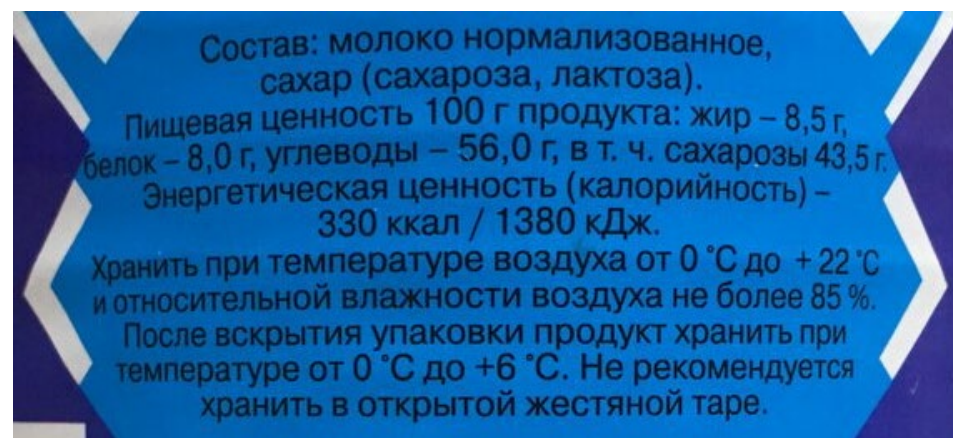 Состав: молоко нормализованное,
сахар (сахароза, лактоза).
Пищевая ценность 100 г продукта: жир – 8,5 г,
белок – 8,0 г, углеводы – 56,0 г, в т. ч. сахарозы 43,5 г.
Энергетическая ценность (калорийность) –
330 ккал / 1380 кДж.
Хранить при температуре воздуха от 0 °С до + 22 °С
и относительной влажности воздуха не более 85 %.
После вскрытия упаковки продукт хранить при
температуре от 0 °С до +6 °С. Не рекомендуется
хранить в открытой жестяной таре.